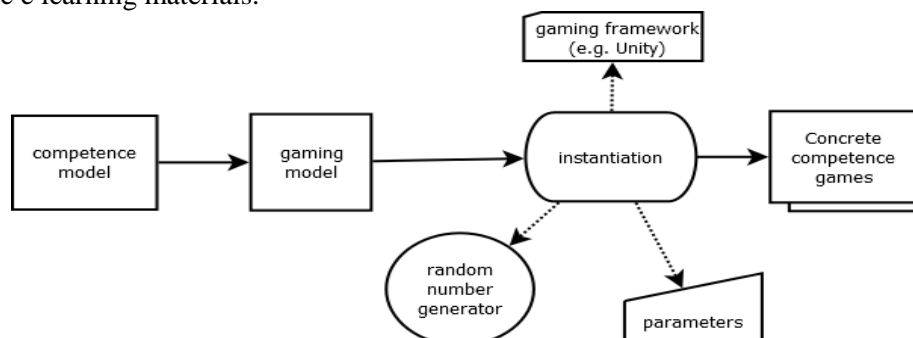 e-learning materials.
gaming framework
(e.g. Unity)
competence
model
gaming
model
instantiation
Concrete
competence
games
random
number
generator
parameters